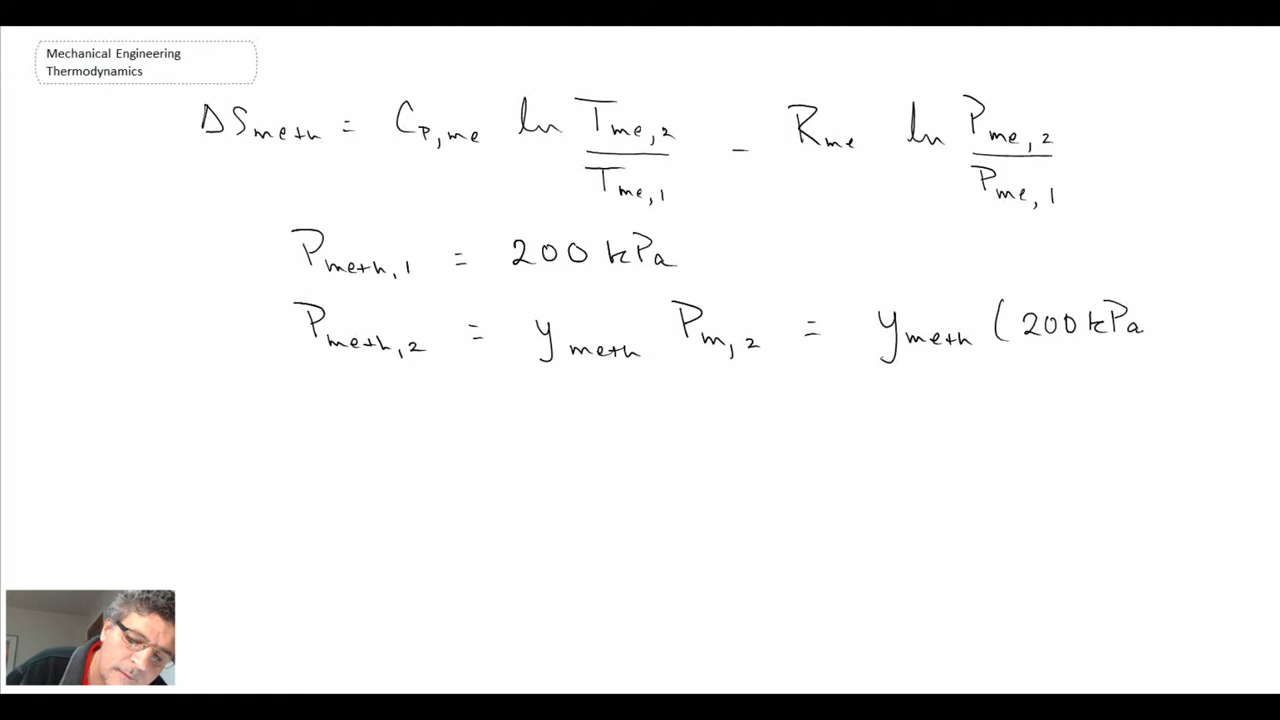 Mechanical Engineering
Thermodynamics
ΔS_meth = C_P,me ln T_me,2 / T_me,1 - R_me ln P_me,2 / P_me,1
P_meth,1 = 200 kPa
P_meth,2 = y_meth P_m,2 = y_meth (200 kPa